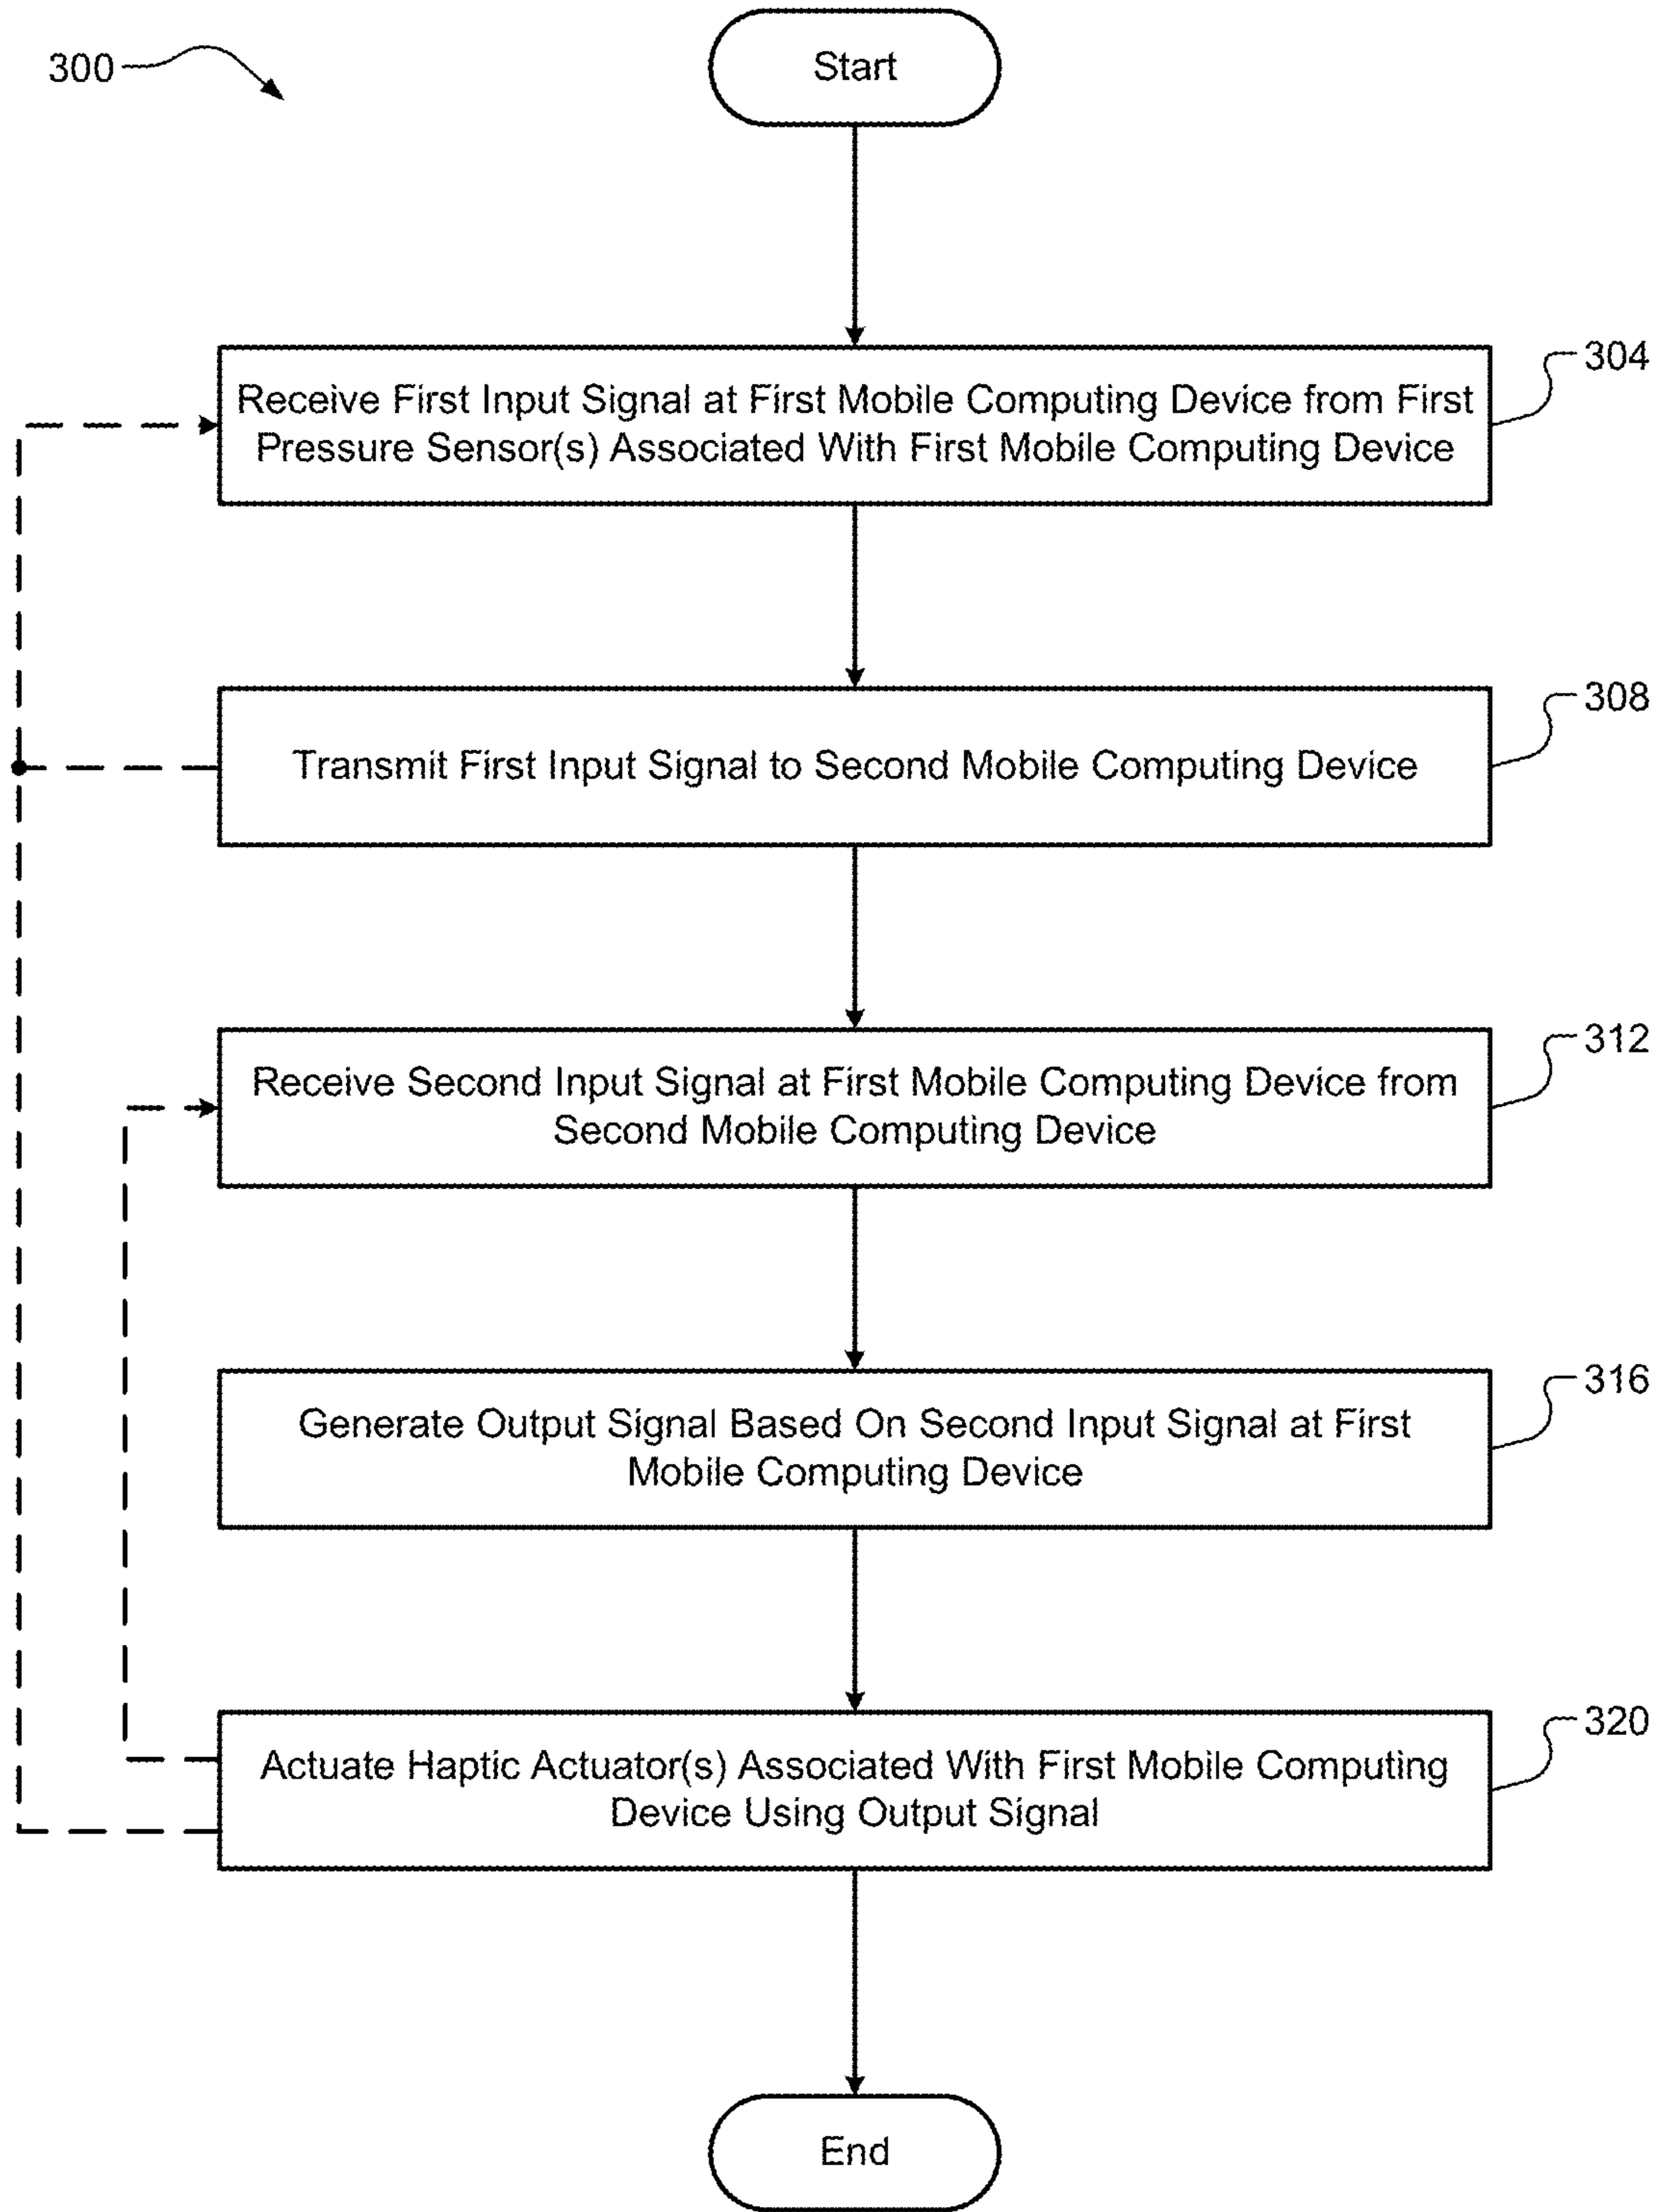 300
Start
Receive First Input Signal at First Mobile Computing Device from First
Pressure Sensor(s) Associated With First Mobile Computing Device
304
Transmit First Input Signal to Second Mobile Computing Device
308
Receive Second Input Signal at First Mobile Computing Device from
Second Mobile Computing Device
312
Generate Output Signal Based On Second Input Signal at First
Mobile Computing Device
316
Actuate Haptic Actuator(s) Associated With First Mobile Computing
Device Using Output Signal
320
End